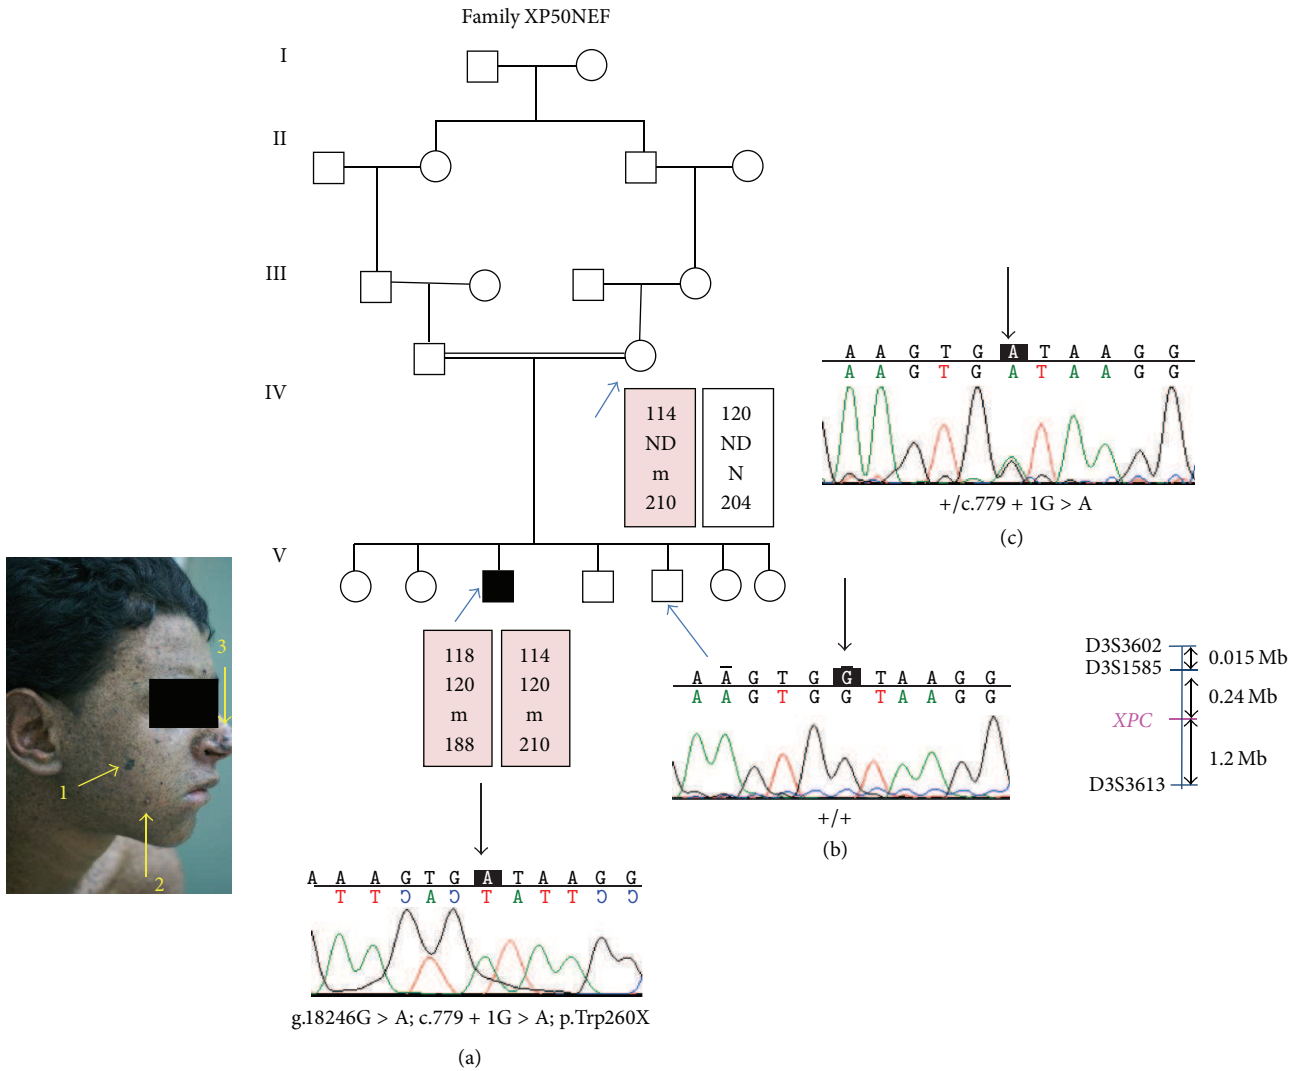 Family XP50NEF
I
II
III
IV
V
114
ND
m
210
120
ND
N
204
A A G T G A T A A G G
A A G T G A T A A G G
+/c.779 + 1G > A
(c)
118
120
m
188
114
120
m
210
A A G T G G T A A G G
A A G T G G T A A G G
+/+
(b)
D3S3602
D3S1585
XPC
D3S3613
0.015 Mb
0.24 Mb
1.2 Mb
1
2
3
A A A G T G A T A A G G
T T C A C T A T T C C
g.18246G > A; c.779 + 1G > A; p.Trp260X
(a)